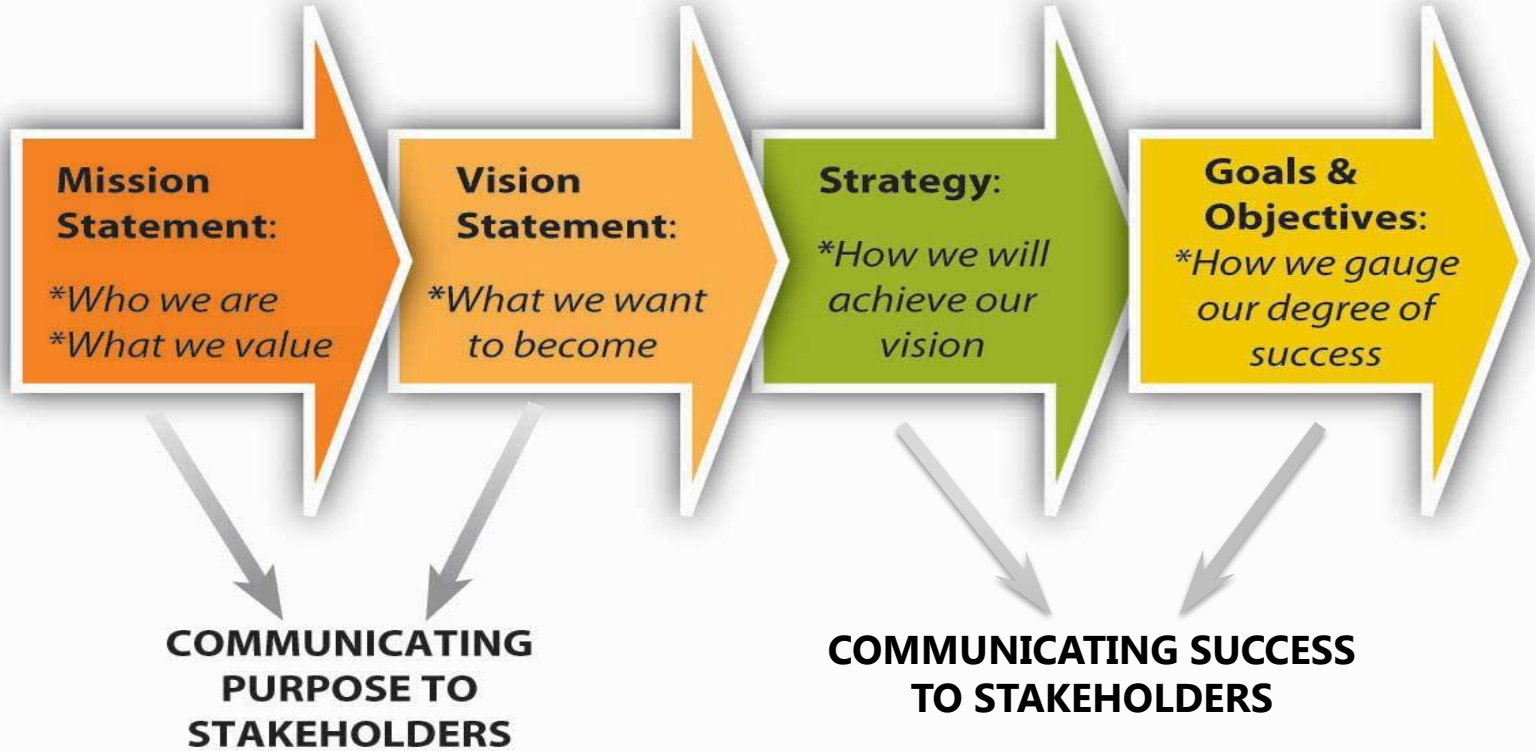 Mission
Statement:
*Who we are
*What we value
Vision
Statement:
*What we want
to become
Strategy:
*How we will
achieve our
vision
Goals &
Objectives:
*How we gauge
our degree of
success
COMMUNICATING
PURPOSE TO
STAKEHOLDERS
COMMUNICATING SUCCESS
TO STAKEHOLDERS